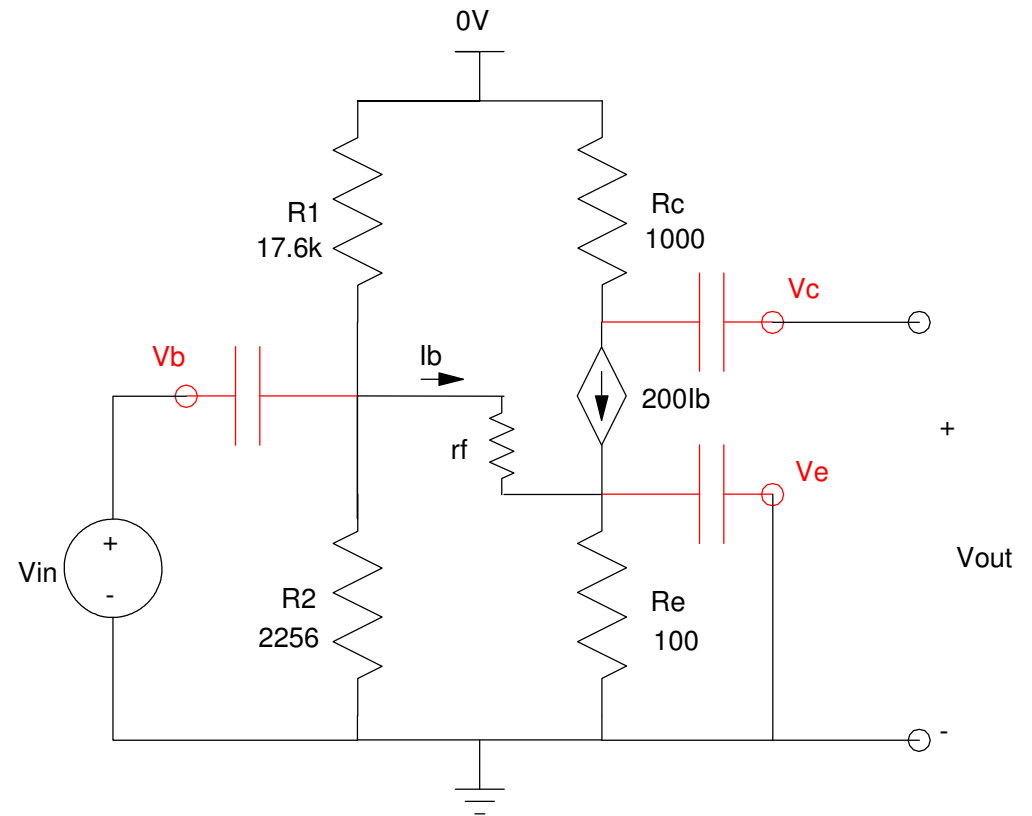 0V
R1
17.6k
Rc
1000
Vc
Vb
Ib
200Ib
rf
+
Ve
+
-
Vin
Vout
R2
2256
Re
100
-